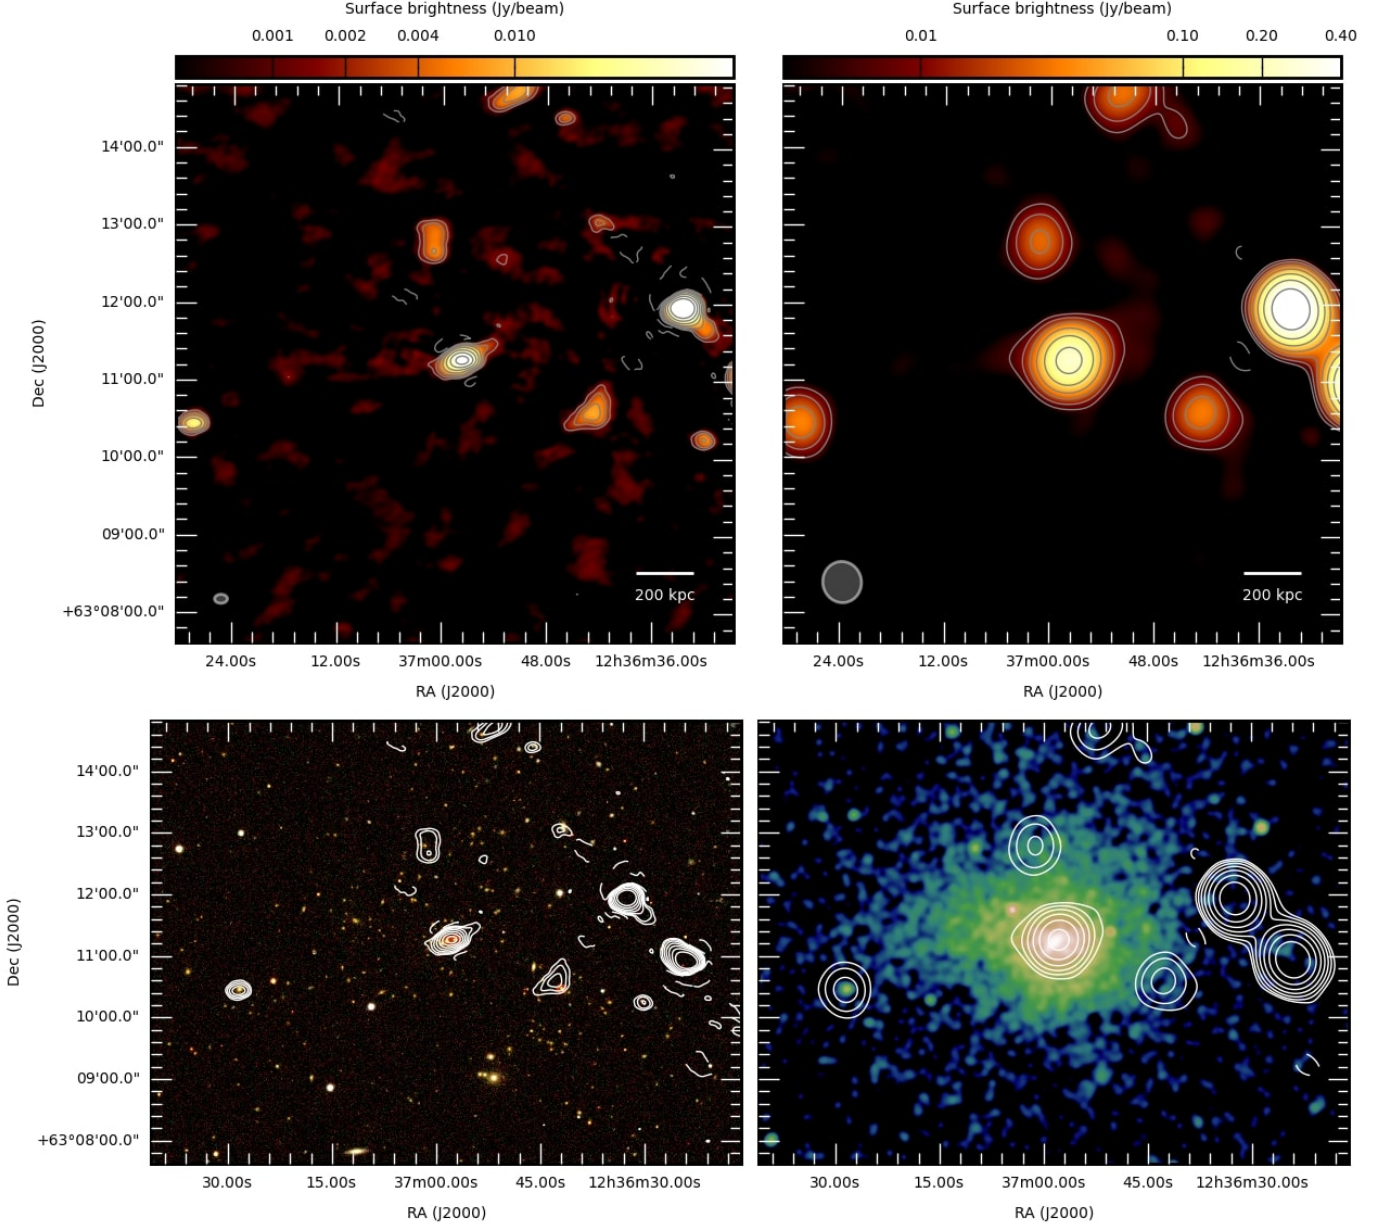 Surface brightness (Jy/beam)
0.001 0.002 0.004 0.010
Surface brightness (Jy/beam)
0.01 0.10 0.20 0.40
14'00.0"
13'00.0"
12'00.0"
11'00.0"
10'00.0"
09'00.0"
+63°08'00.0"
Dec (J2000)
200 kpc
24.00s 12.00s 37m00.00s 48.00s 12h36m36.00s
RA (J2000)
200 kpc
24.00s 12.00s 37m00.00s 48.00s 12h36m36.00s
RA (J2000)
14'00.0"
13'00.0"
12'00.0"
11'00.0"
10'00.0"
09'00.0"
+63°08'00.0"
Dec (J2000)
30.00s 15.00s 37m00.00s 45.00s 12h36m30.00s
RA (J2000)
30.00s 15.00s 37m00.00s 45.00s 12h36m30.00s
RA (J2000)